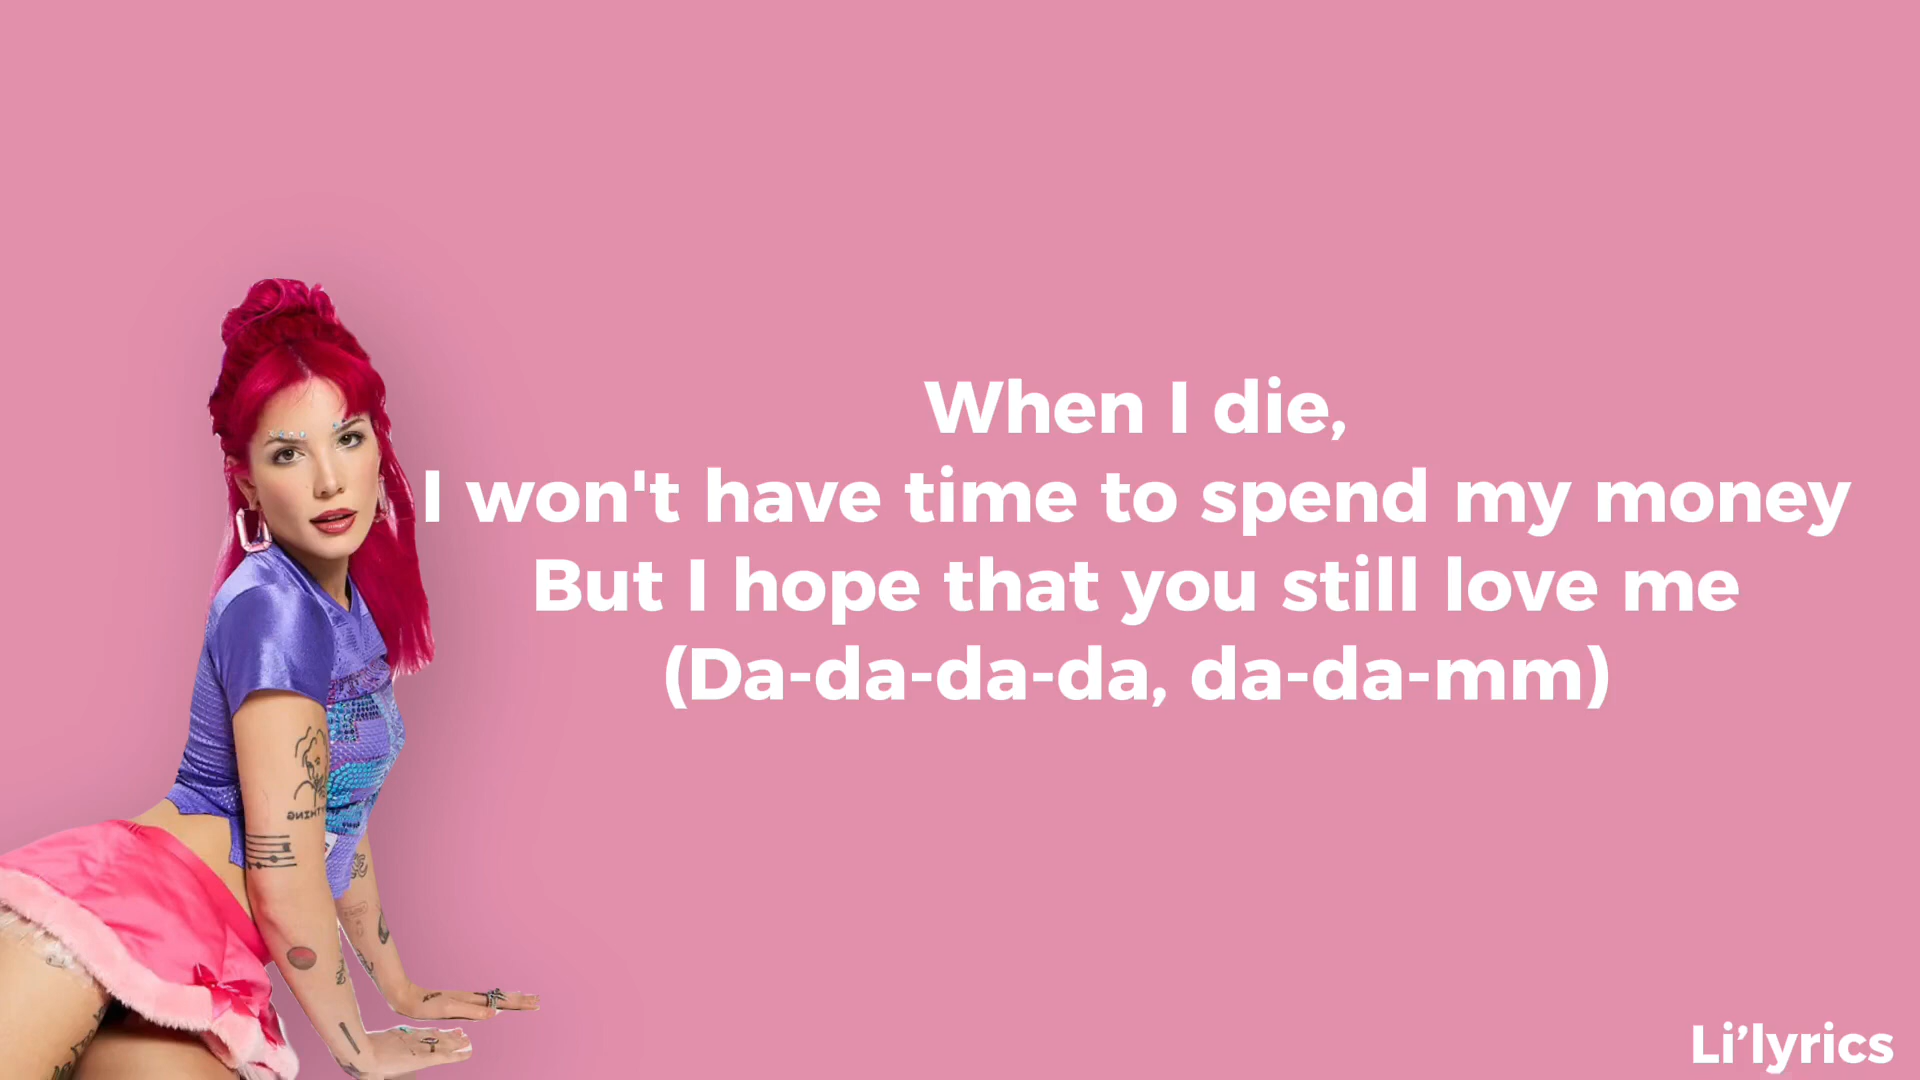 When I die,
I won't have time to spend my money
But I hope that you still love me
(Da-da-da-da, da-da-mm)
Li'lyrics